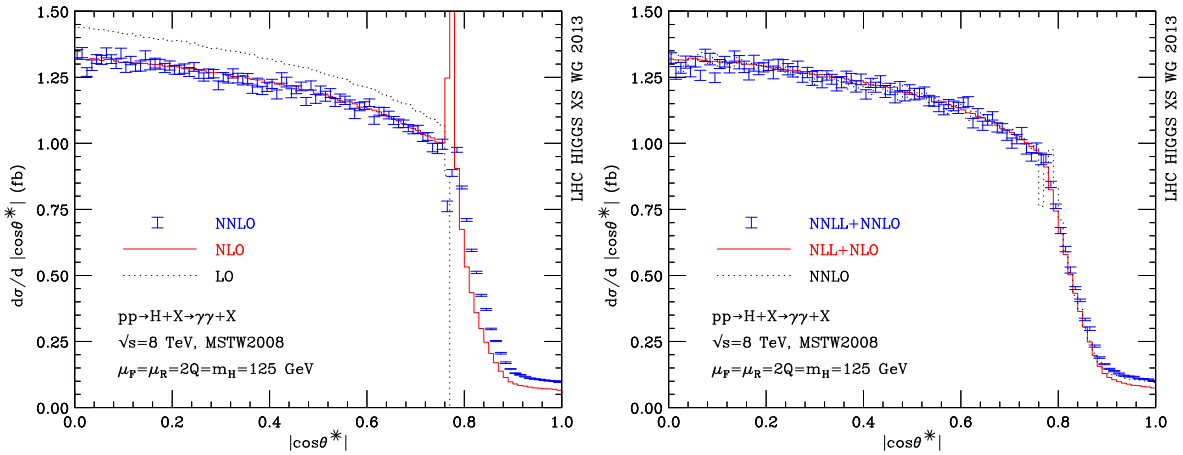 1.50
1.25
1.00
0.75
0.50
0.25
0.00
dσ/d |cosθ*| (fb)
NNLO
NLO
LO
pp→H+X→γγ+X
√s=8 TeV, MSTW2008
μF=μR=2Q=mH=125 GeV
0.0 0.2 0.4 0.6 0.8 1.0
|cosθ*|
LHC HIGGS XS WG 2013
1.50
1.25
1.00
0.75
0.50
0.25
0.00
dσ/d |cosθ*| (fb)
NNLL+NNLO
NLL+NLO
NNLO
pp→H+X→γγ+X
√s=8 TeV, MSTW2008
μF=μR=2Q=mH=125 GeV
0.0 0.2 0.4 0.6 0.8 1.0
|cosθ*|
LHC HIGGS XS WG 2013